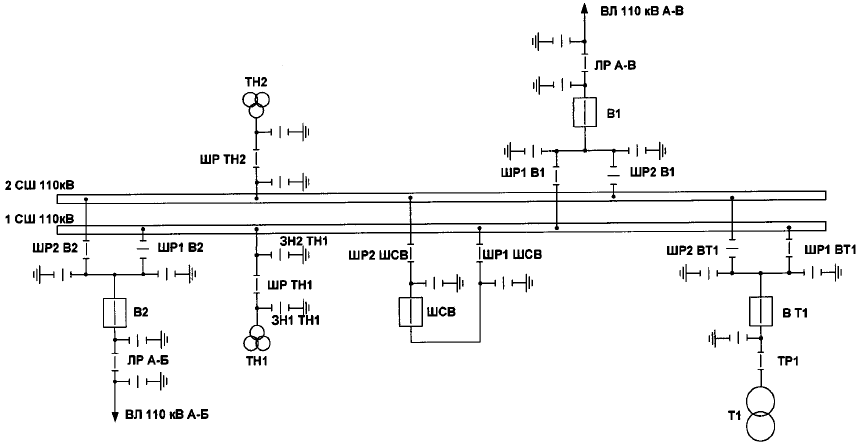 ВЛ 110 кВ А-В
ЛР А-В
ТН2
В1
ШР ТН2
ШР1 В1
ШР2 В1
2 СШ 110кВ
1 СШ 110кВ
ШР2 В2
ШР1 В2
ЗН2 ТН1
ШР2 ШСВ
ШР1 ШСВ
ШР2 ВТ1
ШР1 ВТ1
ШР ТН1
В2
ЗН1 ТН1
ШСВ
В Т1
ЛР А-Б
ТН1
ТР1
ВЛ 110 кВ А-Б
Т1